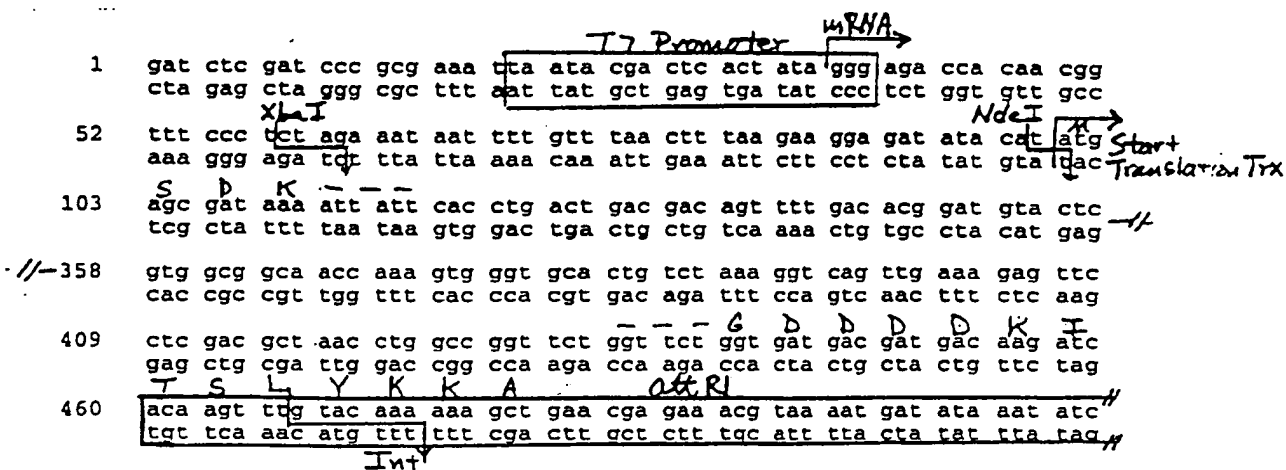 T7 Promoter mRNA
1 gat ctc gat ccc gcg aaa tta ata cga ctc act ata ggg aga cca caa cgg
cta gag cta ggg cgc ttt aat tat gct gag tga tat ccc tct ggt gtt gcc
XbaI NdeI M
52 ttt ccc tct aga aat aat ttt gtt taa ctt taa gaa gga gat ata cat atg Start
aaa ggg aga tct tta tta aaa caa att gaa att ctt cct cta tat gta tac Translation Trx
S D K - - -
103 agc gat aaa att att cac ctg act gac gac agt ttt gac acg gat gta ctc
tcg cta ttt taa taa gtg gac tga ctg ctg tca aaa ctg tgc cta cat gag
358 gtg gcg gca acc aaa gtg ggt gca ctg tct aaa ggt cag ttg aaa gag ttc
cac cgc cgt tgg ttt cac cca cgt gac aga ttt cca gtc aac ttt ctc aag
- - - G D D D D K I
409 ctc gac gct aac ctg gcc ggt tct ggt tct ggt gat gac gat gac aag atc
gag ctg cga ttg gac cgg cca aga cca aga cca cta ctg cta ctg ttc tag
T S L Y K K A attR1
460 aca agt ttg tac aaa aaa gct gaa cga gaa acg taa aat gat ata aat atc
tgt tca aac atg ttt ttt cga ctt gct ctt tgc att tta cta tat tta tag
Int